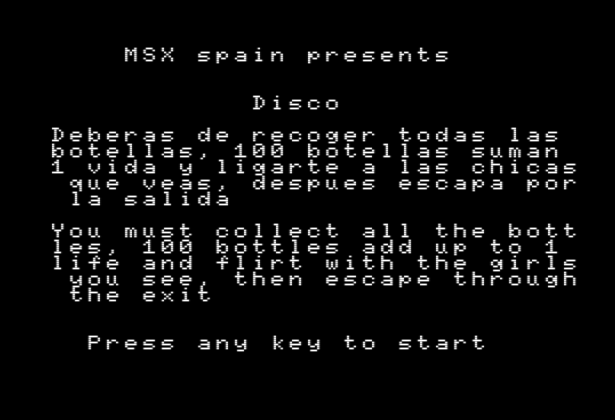 MSX spain presents
Disco
Deberas de recoger todas las
botellas, 100 botellas suman
1 vida y ligarte a las chicas
que veas, despues escapa por
la salida
You must collect all the bott
les, 100 bottles add up to 1
life and flirt with the girls
you see, then escape through
the exit
Press any key to start